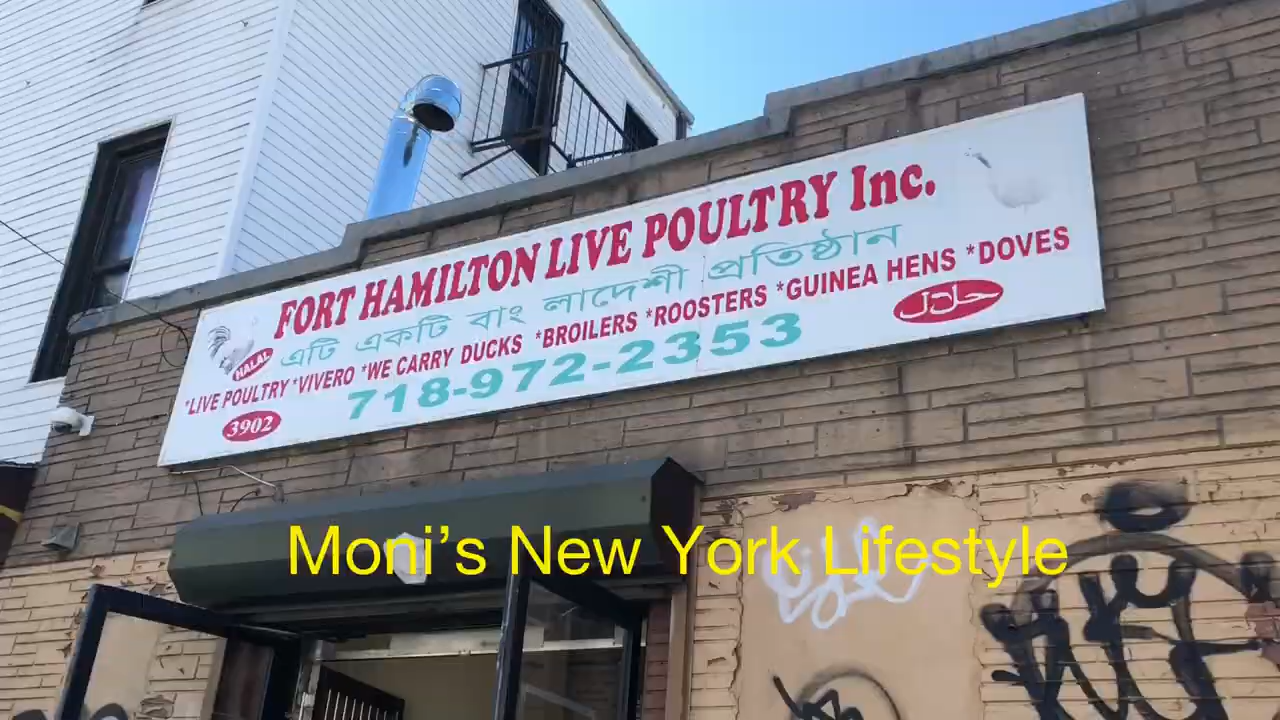 FORT HAMILTON LIVE POULTRY Inc.
এটি একটি বাং লাদেশী প্রতিষ্ঠান
HALAL
*LIVE POULTRY *VIVERO *WE CARRY DUCKS *BROILERS *ROOSTERS *GUINEA HENS *DOVES
3902
718-972-2353
حلال
Moni’s New York Lifestyle